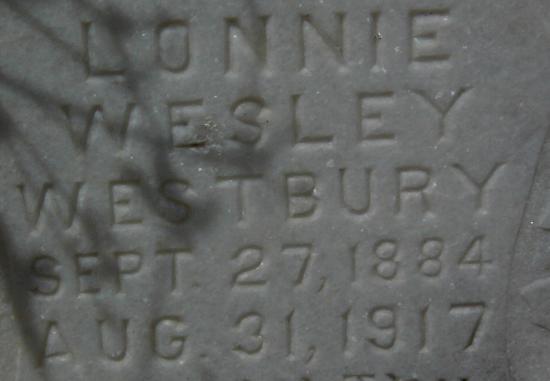 LONNIE
WESLEY
WESTBURY
SEPT. 27, 1884
AUG. 31, 1917